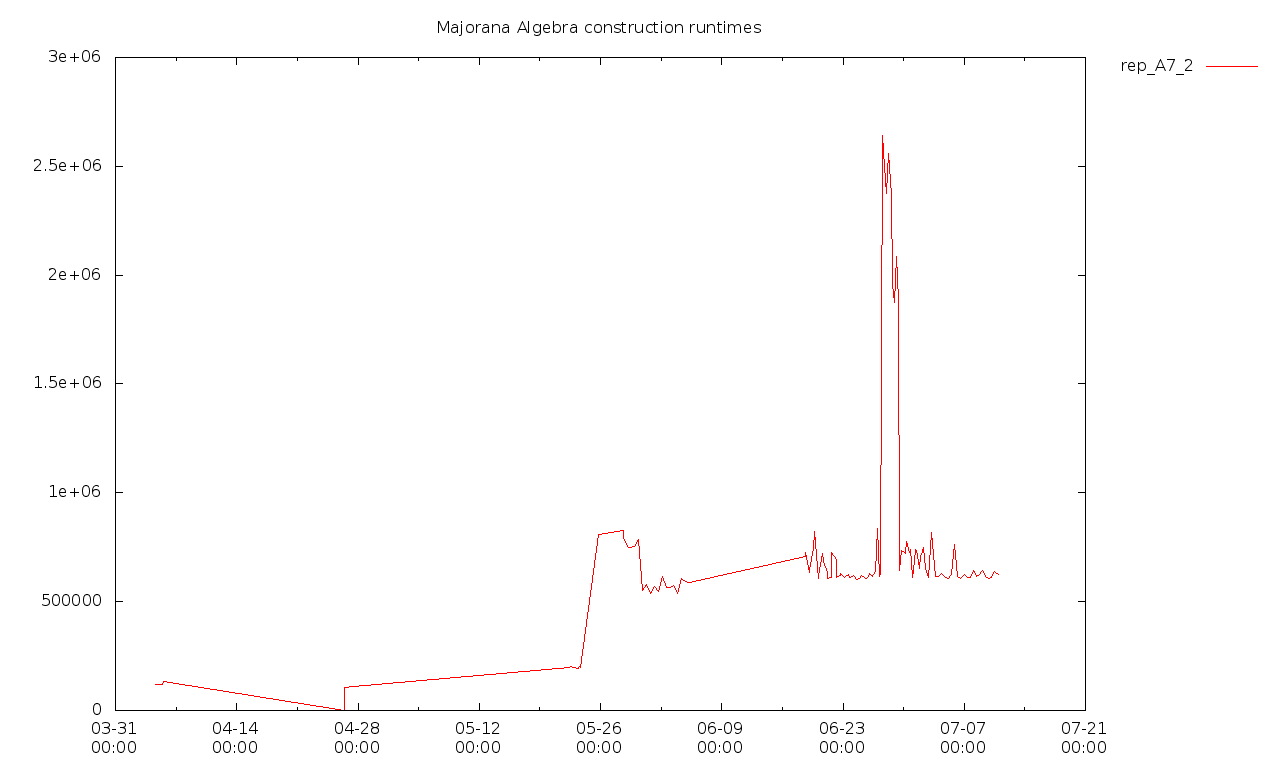 Majorana Algebra construction runtimes
rep_A7_2
3e+06
2.5e+06
2e+06
1.5e+06
1e+06
500000
0
03-31 04-14 04-28 05-12 05-26 06-09 06-23 07-07 07-21
00:00 00:00 00:00 00:00 00:00 00:00 00:00 00:00 00:00